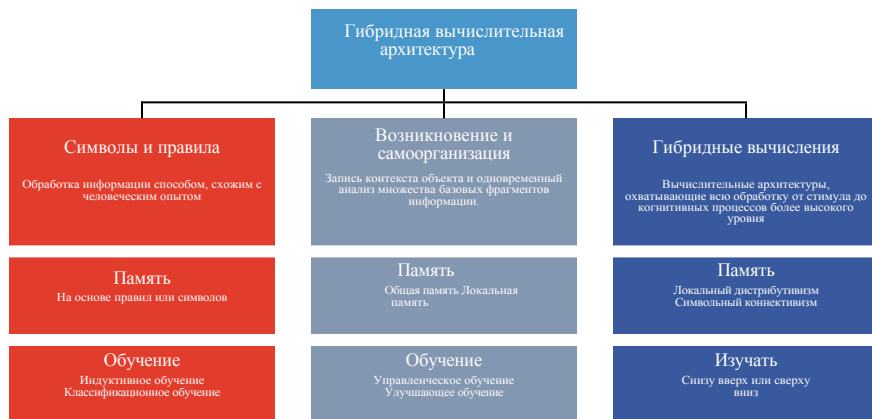 Гибридная вычислительная
архитектура
Символы и правила
Обработка информации способом, схожим с
человеческим опытом
Возникновение и
самоорганизация
Запись контекста объекта и одновременный
анализ множества базовых фрагментов
информации.
Гибридные вычисления
Вычислительные архитектуры,
охватывающие всю обработку от стимула до
когнитивных процессов более высокого
уровня
Память
На основе правил или символов
Память
Общая память Локальная
память
Память
Локальный дистрибутивизм
Символьный коннективизм
Обучение
Индуктивное обучение
Классификационное обучение
Обучение
Управленческое обучение
Улучшающее обучение
Изучать
Снизу вверх или сверху
вниз